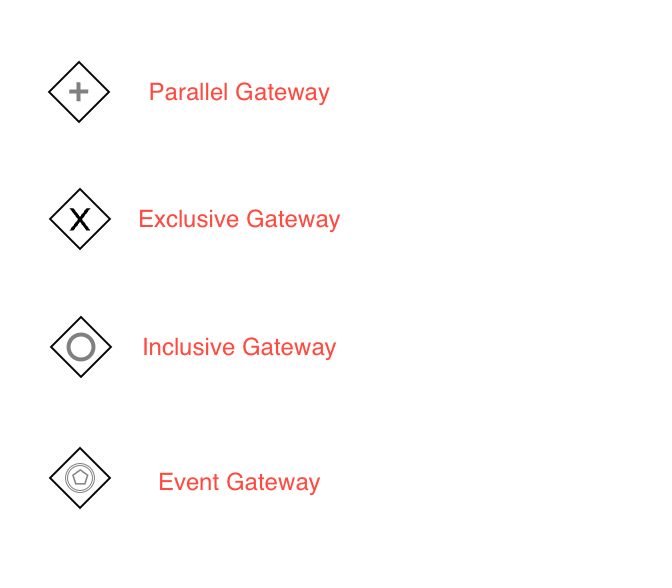 Parallel Gateway
X
Exclusive Gateway
Inclusive Gateway
Event Gateway